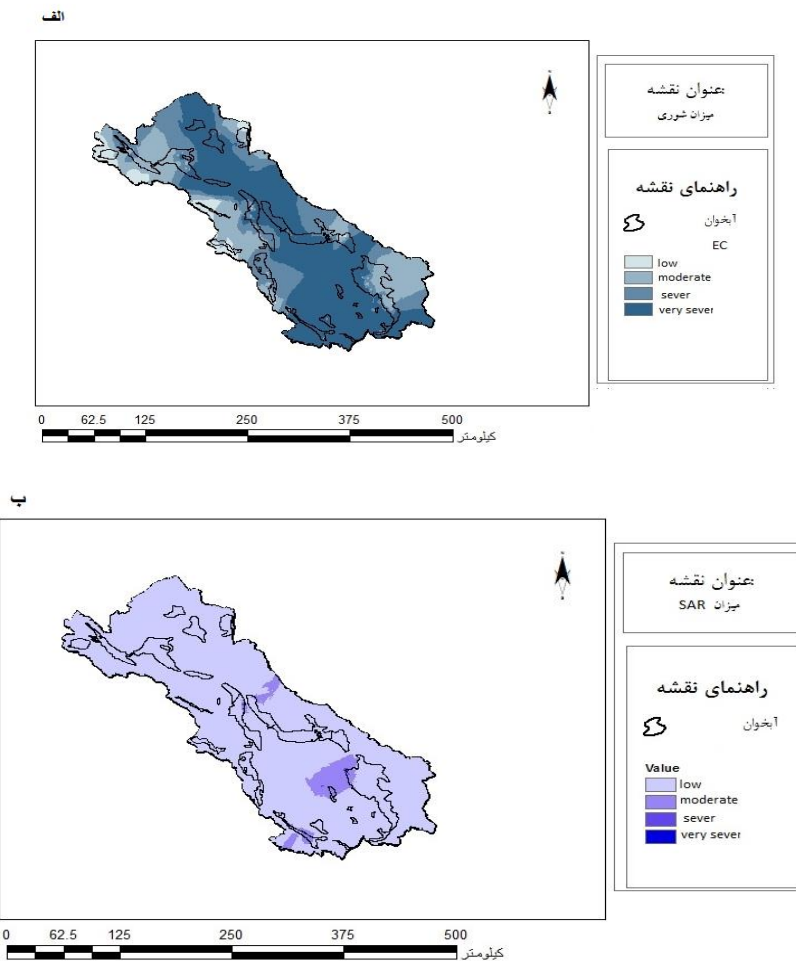 الف
عنوان نقشه:
میزان شوری
راهنمای نقشه
آبخوان
EC
low
moderate
sever
very sever
0 62.5 125 250 375 500
کیلومتر
ب
عنوان نقشه:
میزان SAR
راهنمای نقشه
آبخوان
Value
low
moderate
sever
very sever
0 62.5 125 250 375 500
کیلومتر